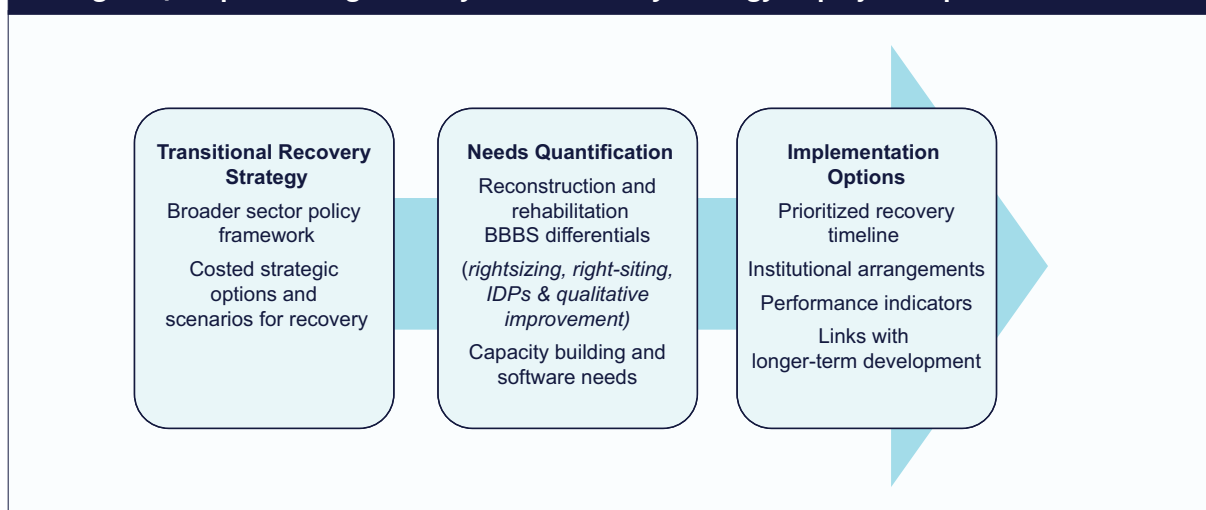 Transitional Recovery
Strategy
Broader sector policy
framework
Costed strategic
options and
scenarios for recovery
Needs Quantification
Reconstruction and
rehabilitation
BBBS differentials
(rightsizing, right-siting,
IDPs & qualitative
improvement)
Capacity building and
software needs
Implementation
Options
Prioritized recovery
timeline
Institutional arrangements
Performance indicators
Links with
longer-term development